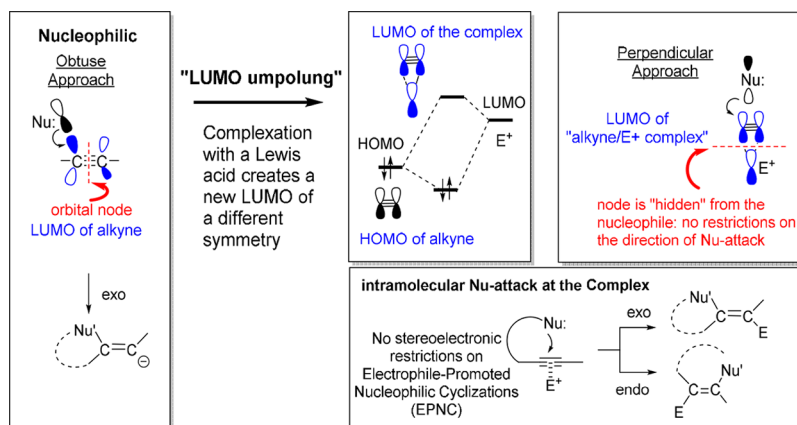 Nucleophilic
Obtuse
Approach
Nu:
C
C
orbital node
LUMO of alkyne
exo
Nu'
C=C
⊖
"LUMO umpolung"
Complexation
with a Lewis
acid creates a
new LUMO of
a different
symmetry
LUMO of the complex
LUMO
HOMO
E+
HOMO of alkyne
Perpendicular
Approach
Nu:
LUMO of
"alkyne/E+ complex"
E+
node is "hidden" from the
nucleophile: no restrictions on
the direction of Nu-attack
intramolecular Nu-attack at the Complex
No stereoelectronic
restrictions on
Electrophile-Promoted
Nucleophilic Cyclizations
(EPNC)
Nu:
E+
exo
endo
Nu'
C=C
E
Nu'
C=C
E